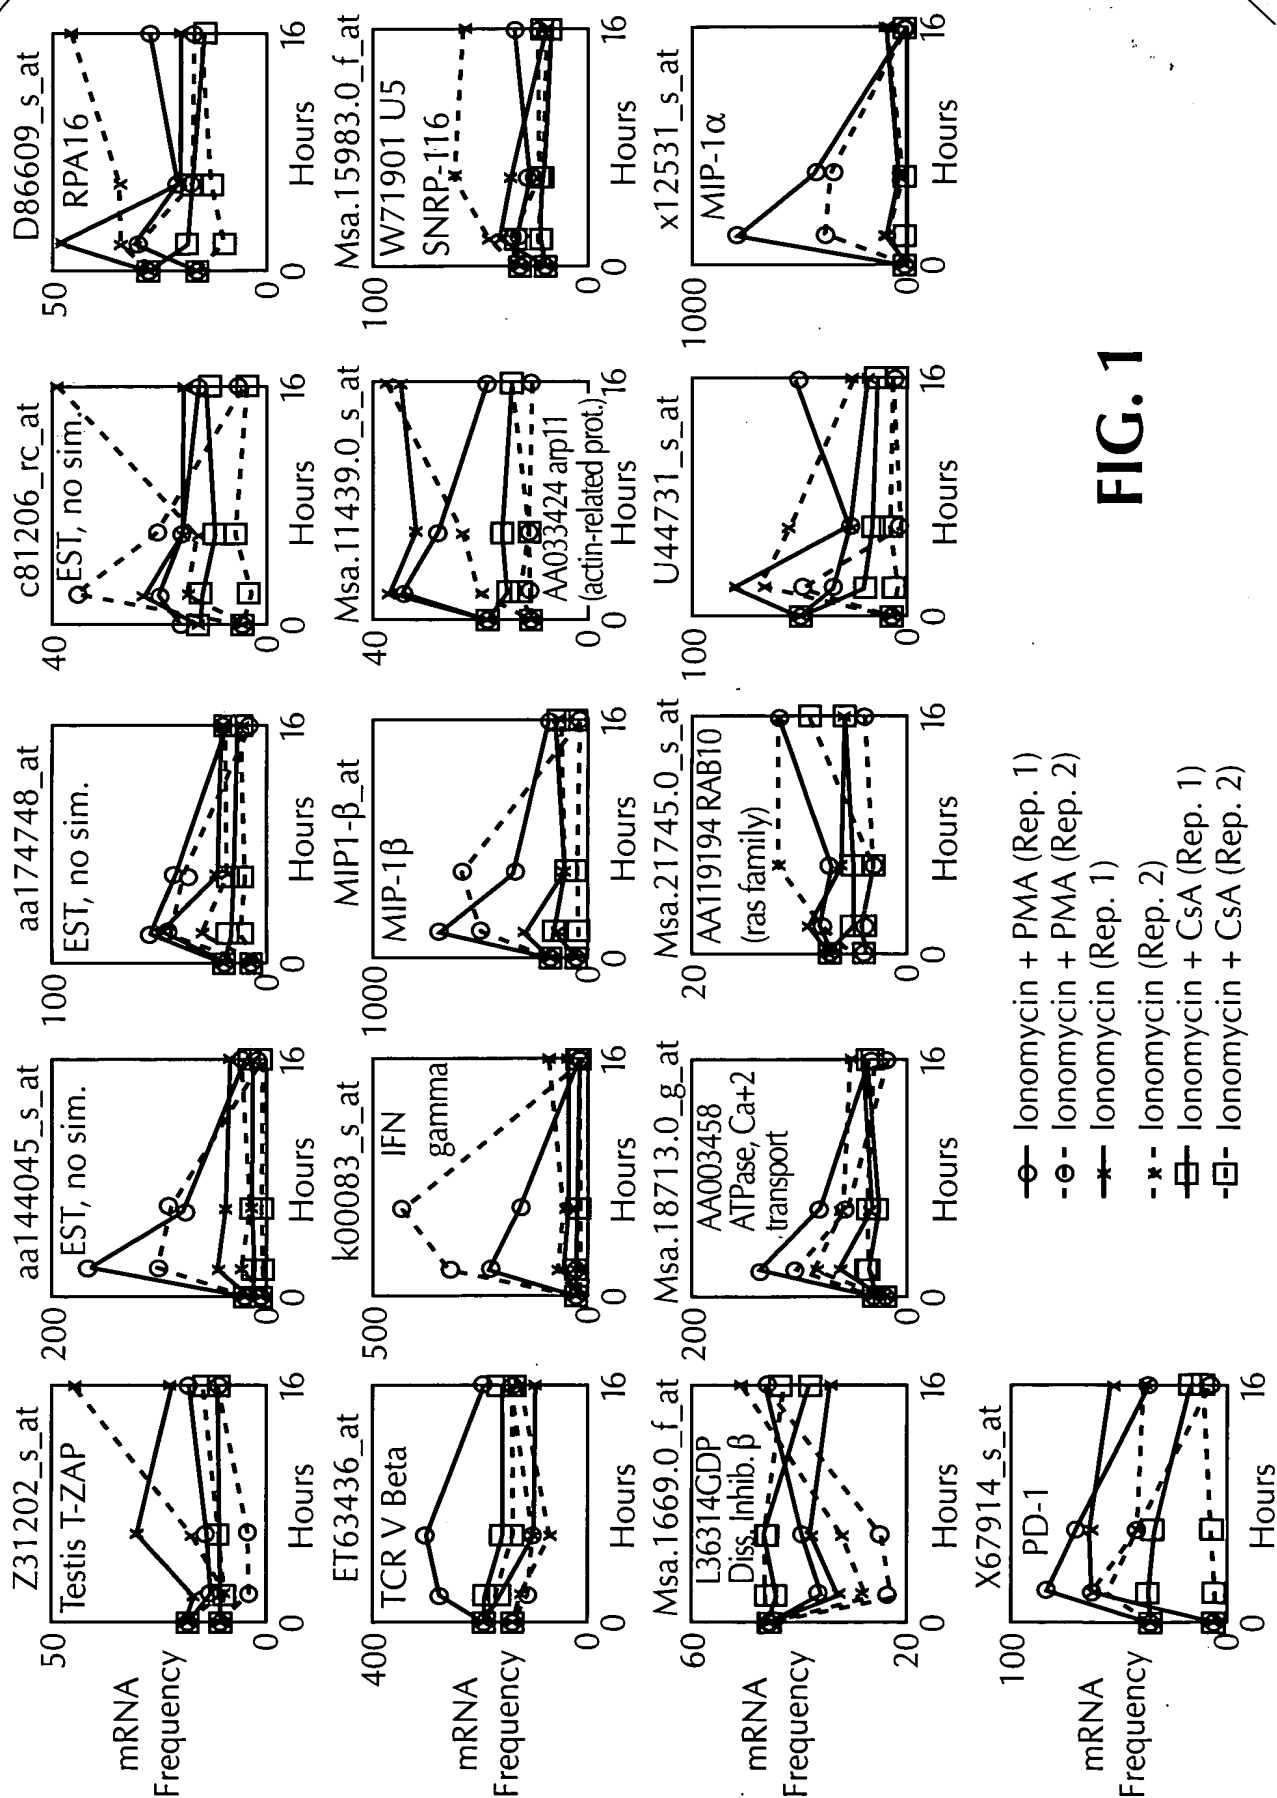 Z31202_s_at
50
Testis T-ZAP
mRNA
Frequency
0
0
16
Hours
aa144045_s_at
200
EST, no sim.
0
0
16
Hours
aa174748_at
100
EST, no sim.
0
0
16
Hours
c81206_rc_at
40
EST, no sim.
0
0
16
Hours
D86609_s_at
50
RPA16
0
0
16
Hours
ET63436_at
400
TCR V Beta
mRNA
Frequency
0
0
16
Hours
k00083_s_at
500
IFN
gamma
0
0
16
Hours
MIP1-β_at
1000
MIP-1β
0
0
16
Hours
Msa.11439.0_s_at
40
AA033424 arp11
(actin-related prot.)
0
0
16
Hours
Msa.15983.0_f_at
100
W71901 U5
SNRP-116
0
0
16
Hours
Msa.1669.0_f_at
60
L36314GDP
Diss. Inhib. β
mRNA
Frequency
20
0
16
Hours
Msa.18713.0_g_at
200
AA003458
ATPase, Ca+2
transport
0
0
16
Hours
Msa.21745.0_s_at
20
AA119194 RAB10
(ras family)
0
0
16
Hours
U44731_s_at
100
0
0
16
Hours
x12531_s_at
1000
MIP-1α
0
0
16
Hours
X67914_s_at
100
PD-1
mRNA
Frequency
0
0
16
Hours
Ionomycin + PMA (Rep. 1)
Ionomycin + PMA (Rep. 2)
Ionomycin (Rep. 1)
Ionomycin (Rep. 2)
Ionomycin + CsA (Rep. 1)
Ionomycin + CsA (Rep. 2)
FIG. 1